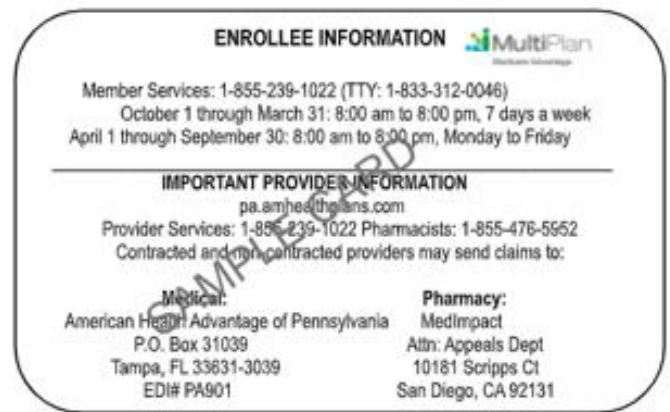 ENROLLEE INFORMATION
MultiPlan
Medicare Advantage
Member Services: 1-855-239-1022 (TTY: 1-833-312-0046)
October 1 through March 31: 8:00 am to 8:00 pm, 7 days a week
April 1 through September 30: 8:00 am to 8:00 pm, Monday to Friday
IMPORTANT PROVIDER INFORMATION
pa.amhealthplans.com
Provider Services: 1-855-239-1022 Pharmacists: 1-855-476-5952
Contracted and non-contracted providers may send claims to:
Medical:
American Health Advantage of Pennsylvania
P.O. Box 31039
Tampa, FL 33631-3039
EDI# PA901
Pharmacy:
MedImpact
Attn: Appeals Dept
10181 Scripps Ct
San Diego, CA 92131
SAMPLE CARD